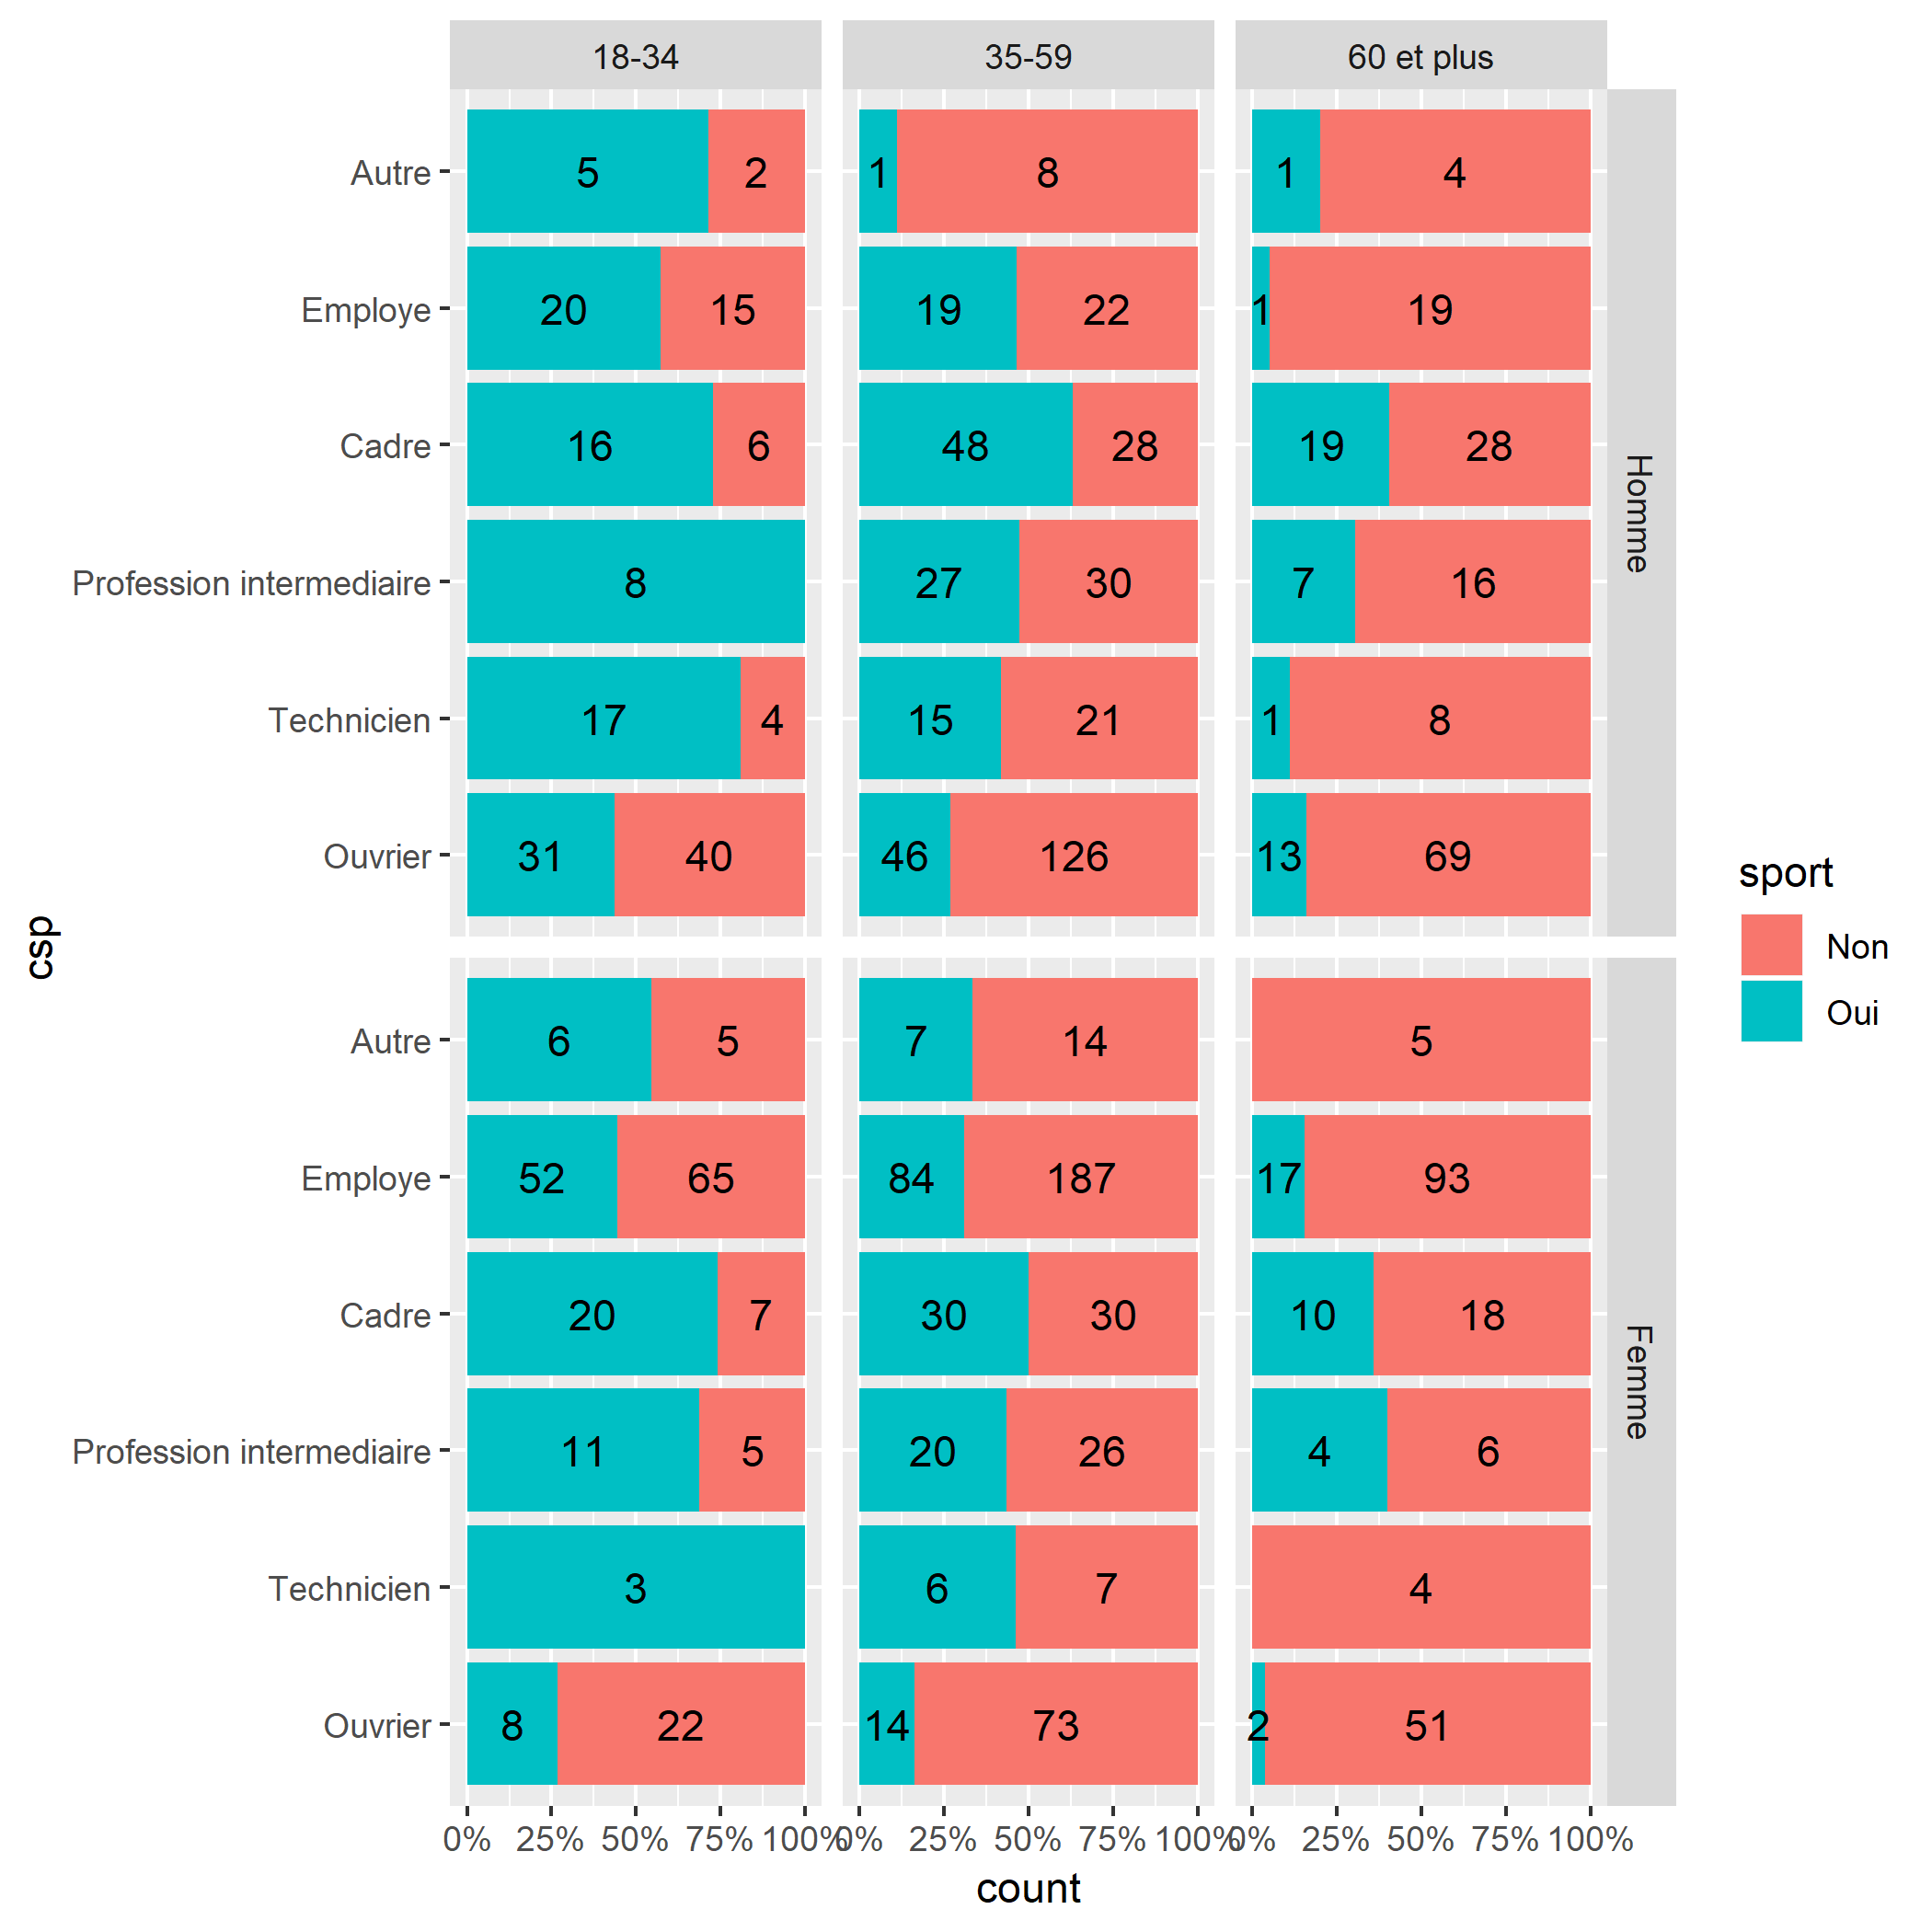 18-34 35-59 60 et plus
Autre 5 2 1 8 1 4
Employe 20 15 19 22 1 19
Cadre 16 6 48 28 19 28
Homme
Profession intermediaire 8 27 30 7 16
Technicien 17 4 15 21 1 8
Ouvrier 31 40 46 126 13 69
csp
sport
Non
Oui
Autre 6 5 7 14 5
Employe 52 65 84 187 17 93
Cadre 20 7 30 30 10 18
Femme
Profession intermediaire 11 5 20 26 4 6
Technicien 3 6 7 4
Ouvrier 8 22 14 73 2 51
0% 25% 50% 75% 100% 0% 25% 50% 75% 100% 0% 25% 50% 75% 100%
count